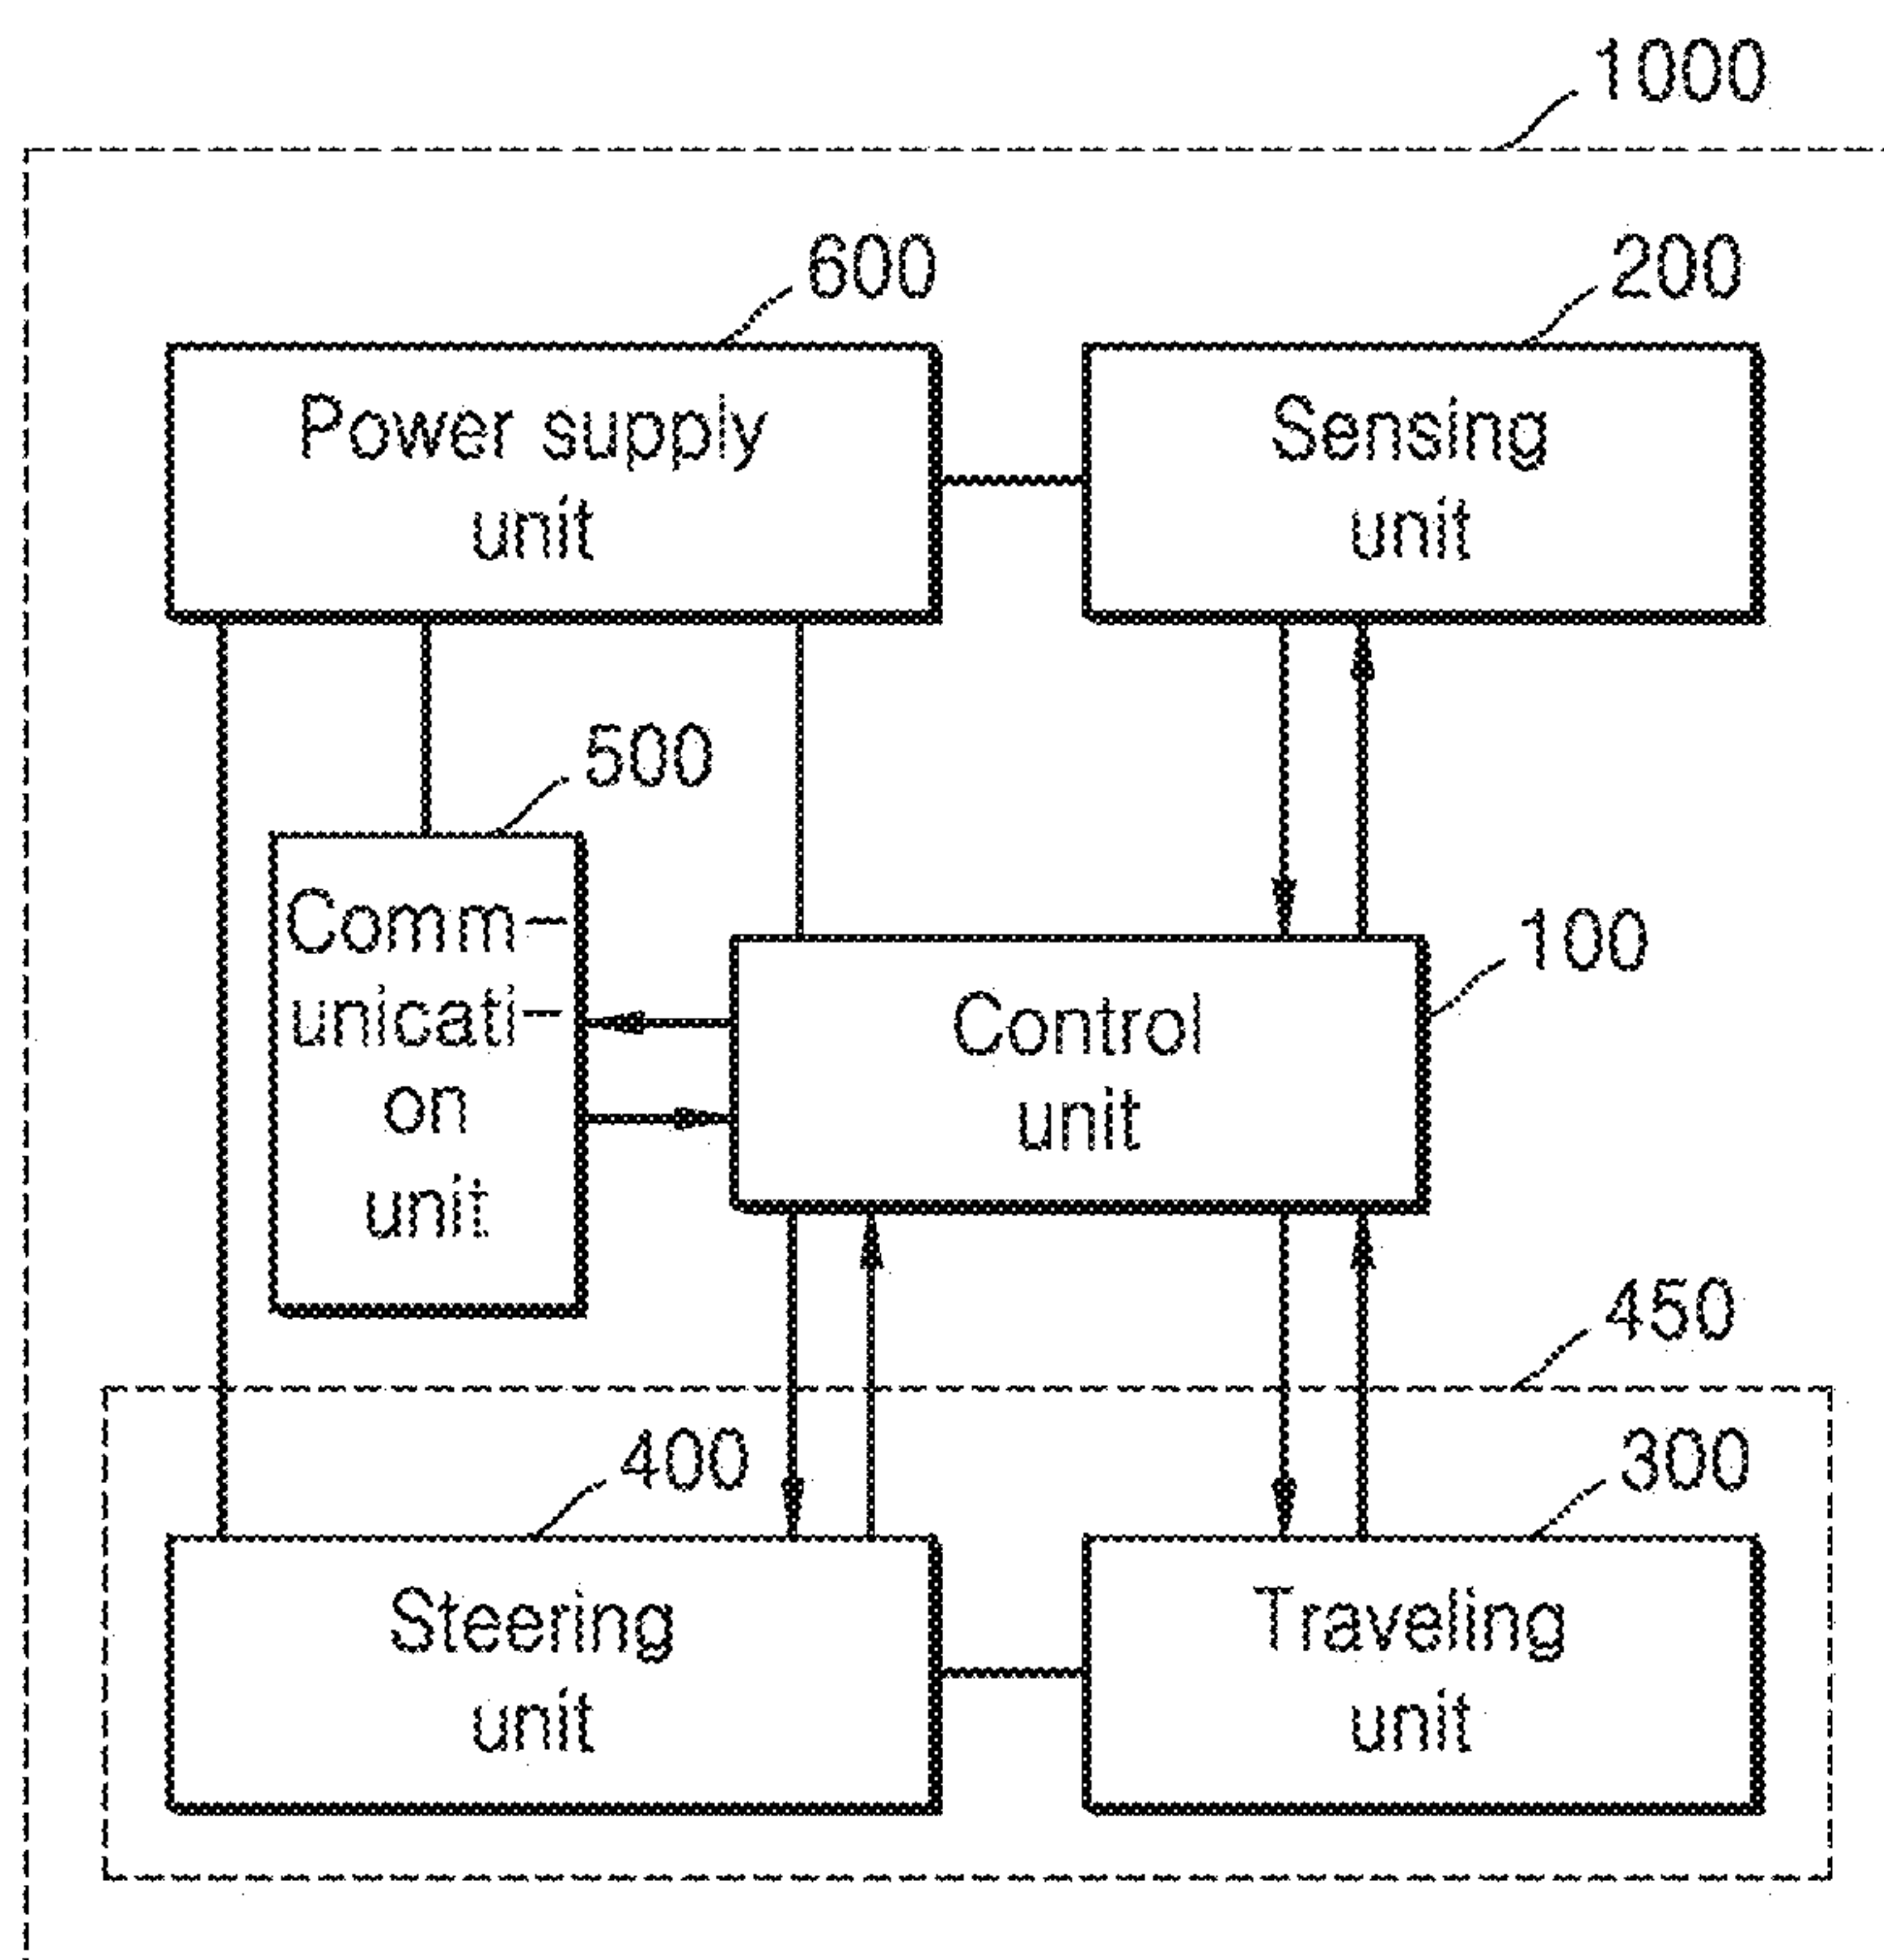 1000
600
200
Power supply
unit
Sensing
unit
500
Comm-
unicati-
on
unit
100
Control
unit
450
400
300
Steering
unit
Traveling
unit